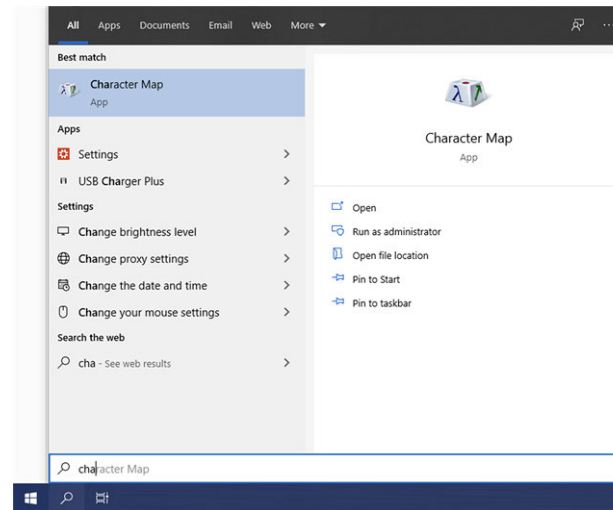 All Apps Documents Email Web More
Best match
Character Map
App
Apps
Settings
USB Charger Plus
Settings
Change brightness level
Change proxy settings
Change the date and time
Change your mouse settings
Search the web
cha - See web results
Character Map
App
Open
Run as administrator
Open file location
Pin to Start
Pin to taskbar
character Map